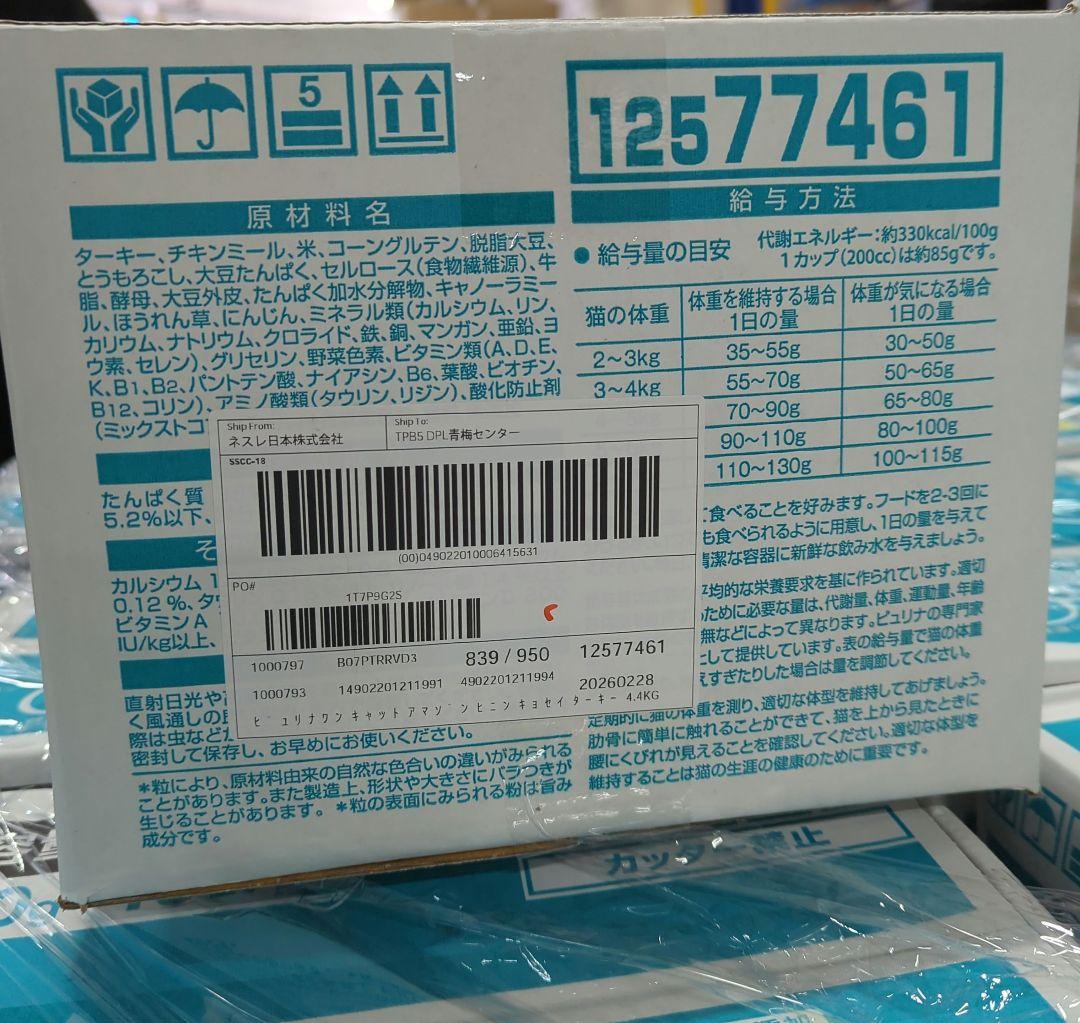 5
12577461
原材料名
ターキー、チキンミール、米、コーングルテン、脱脂大豆、
とうもろこし、大豆たんぱく、セルロース(食物繊維源)、牛
脂、酵母、大豆外皮、たんぱく加水分解物、キャノーラミー
ル、ほうれん草、にんじん、ミネラル類(カルシウム、リン、
カリウム、ナトリウム、クロライド、鉄、銅、マンガン、亜鉛、ヨ
ウ素、セレン)、グリセリン、野菜色素、ビタミン類(A、D、E、
K、B1、B2、パントテン酸、ナイアシン、B6、葉酸、ビオチン、
B12、コリン)、アミノ酸類(タウリン、リジン)、酸化防止剤
(ミックストコ
たんぱく質
5.2%以下、
そ
カルシウム 1
0.12%、タ
ビタミンA
IU/kg以上、
直射日光や
く風通しの
際は虫など
密封して保存し、お早めにお使いください。
*粒により、原材料由来の自然な色合いの違いがみられる
ことがあります。また製造上、形状や大きさにバラつきが
生じることがあります。 *粒の表面にみられる粉は旨み
成分です。
給与方法
●給与量の目安
代謝エネルギー:約330kcal/100g
1カップ(200cc)は約85gです。
猫の体重 体重を維持する場合 1日の量 体重が気になる場合 1日の量
2~3kg 35~55g 30~50g
3~4kg 55~70g 50~65g
70~90g 65~80g
90~110g 80~100g
110~130g 100~115g
て食べることを好みます。フードを2-3回に
も食べられるように用意し、1日の量を与えて
清潔な容器に新鮮な飲み水を与えましょう。
平均的な栄養要求を基に作られています。適切
ために必要な量は、代謝量、体重、運動量、年齢
無などによって異なります。ピュリナの専門家
として提供しています。表の給与量で猫の体重
えすぎたりした場合は量を調節してください。
定期的に猫の体重を測り、適切な体型を維持してあげましょう。
肋骨に簡単に触れることができて、猫を上から見たときに
腰にくびれが見えることを確認してください。適切な体型を
維持することは猫の生涯の健康のために重要です。
Ship From:
ネスレ日本株式会社
Ship To:
TPB5 DPL青梅センター
SSCC-18
(00)049022010006415631
PO#
1T7P9G2S
1000797 B07PTRRVD3 839 / 950 12577461
1000793 14902201211991 4902201211994 20260228
ピュリナワン キャット アマゾンヒニン キョセイ ターキー 4.4KG
カッター禁止